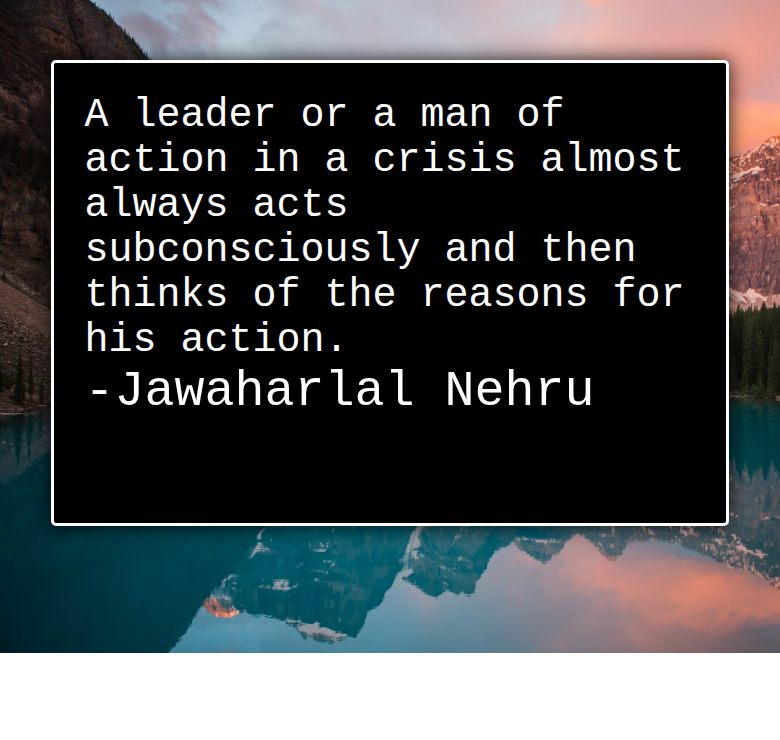 A leader or a man of
action in a crisis almost
always acts
subconsciously and then
thinks of the reasons for
his action.
-Jawaharlal Nehru